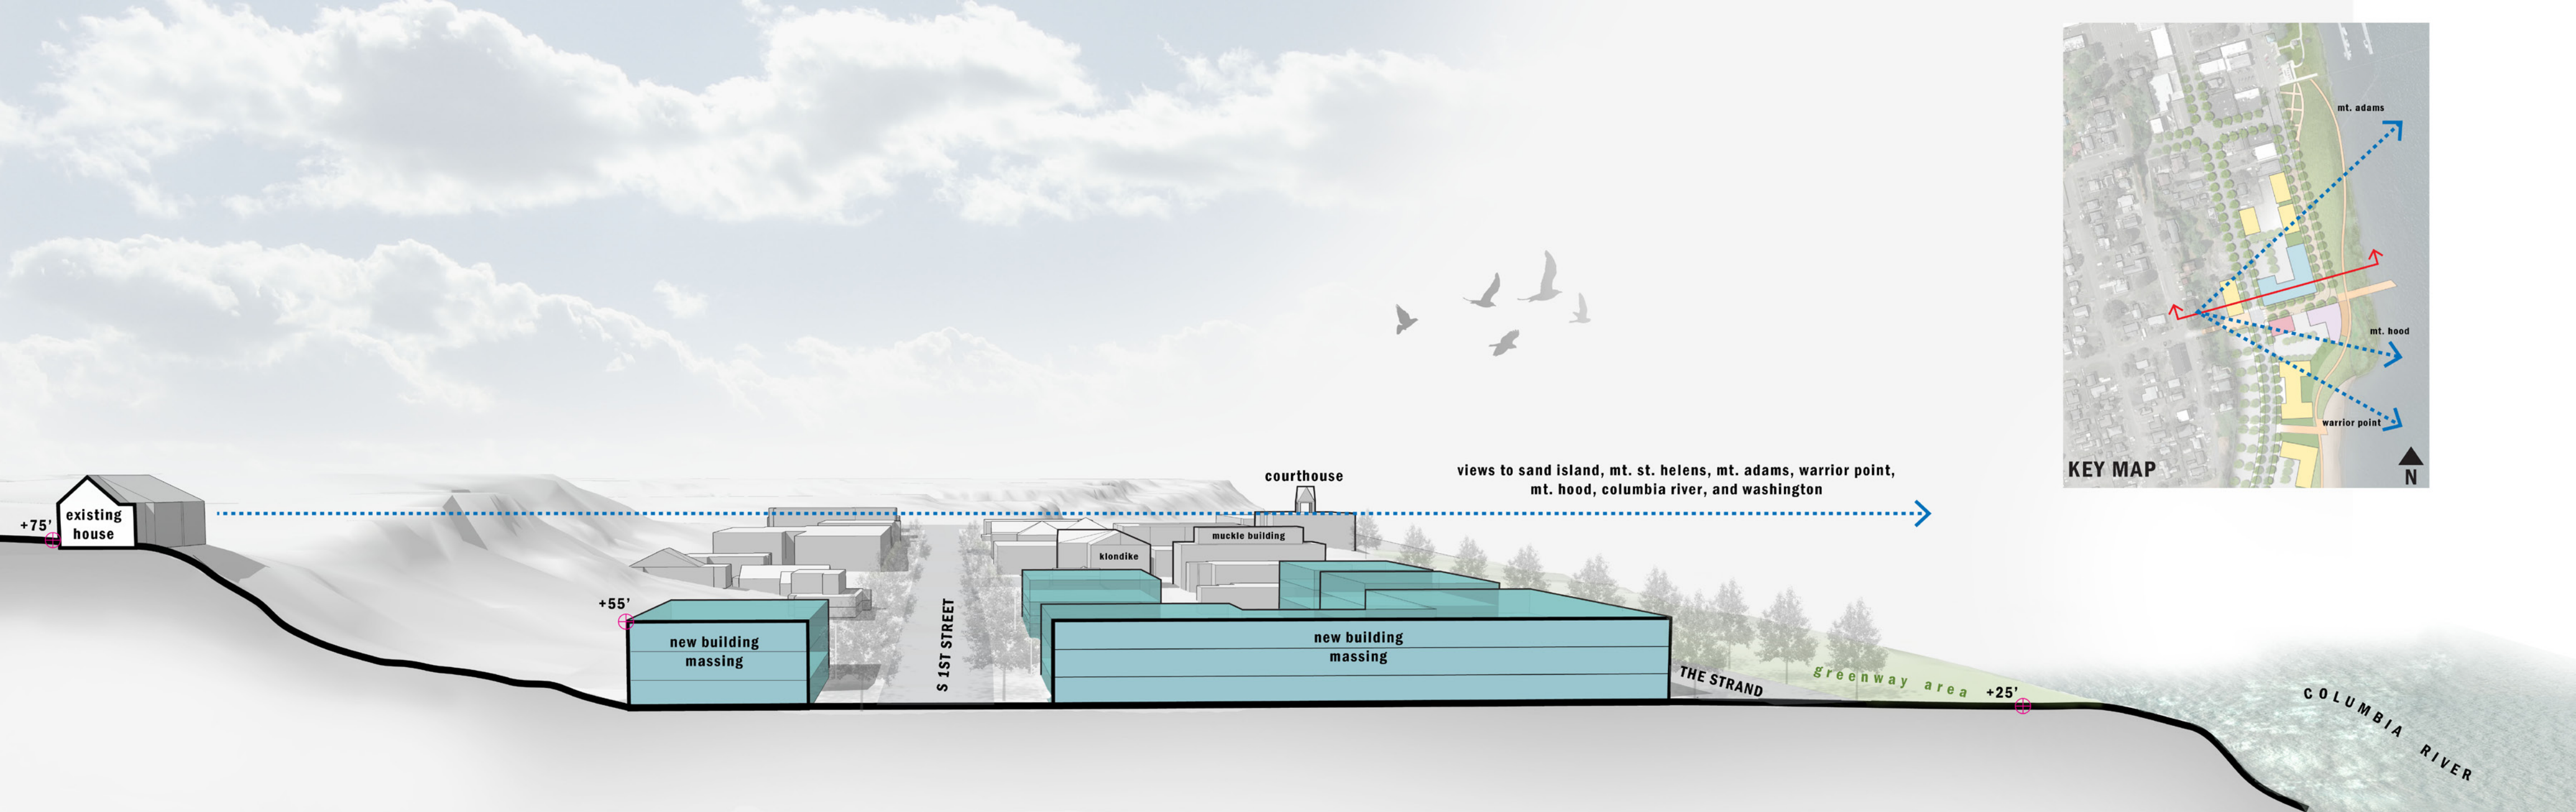 mt. adams
mt. hood
warrior point
KEY MAP
N
courthouse
views to sand island, mt. st. helens, mt. adams, warrior point,
mt. hood, columbia river, and washington
+75'
existing
house
muckle building
klondike
+55'
new building
massing
S 1ST STREET
new building
massing
THE STRAND
greenway area
+25'
COLUMBIA RIVER